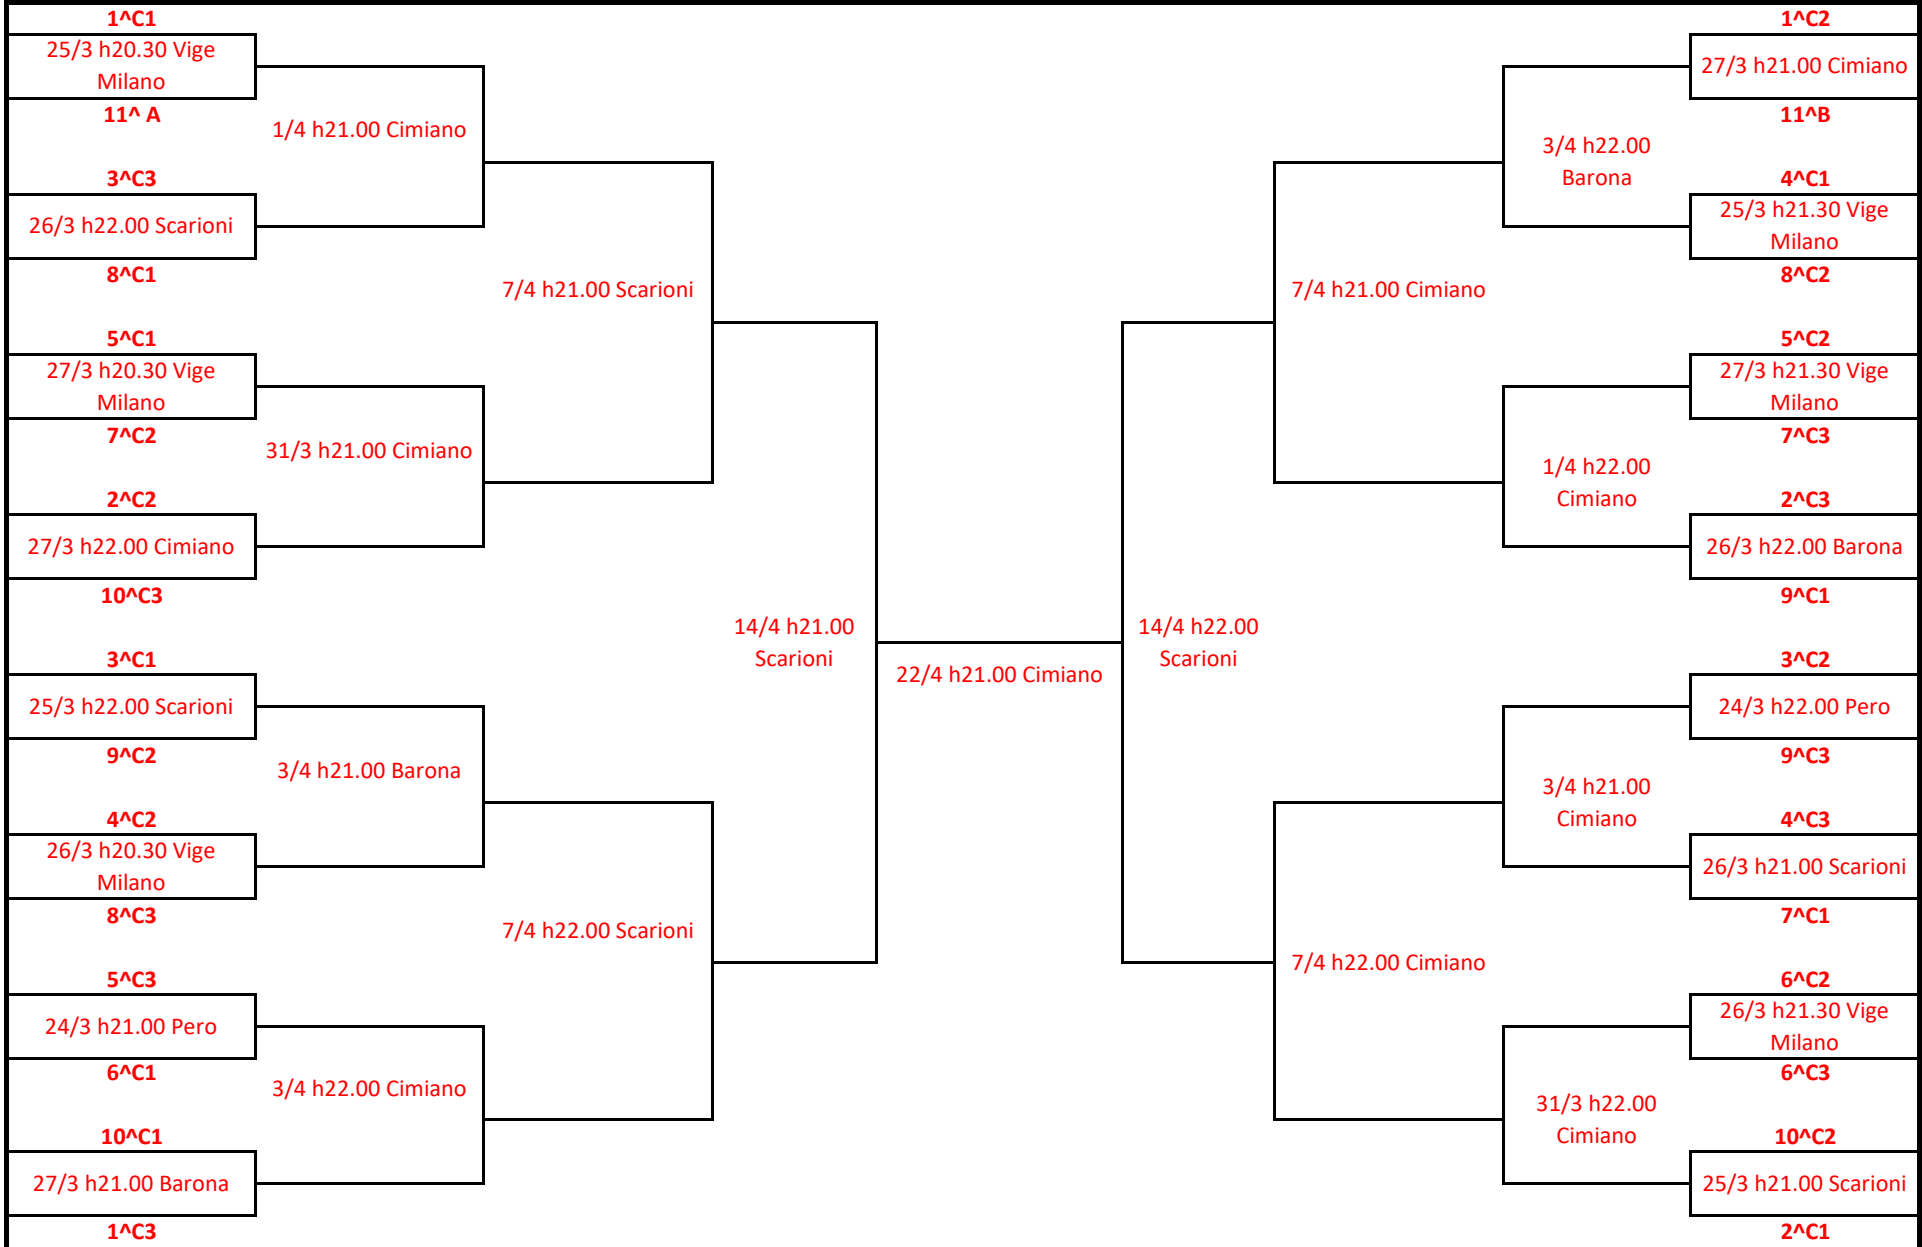 1^C1
25/3 h20.30 Vige
Milano
11^ A
1/4 h21.00 Cimiano
3^C3
26/3 h22.00 Scarioni
8^C1
7/4 h21.00 Scarioni
5^C1
27/3 h20.30 Vige
Milano
7^C2
31/3 h21.00 Cimiano
2^C2
27/3 h22.00 Cimiano
10^C3
14/4 h21.00
Scarioni
3^C1
25/3 h22.00 Scarioni
9^C2
3/4 h21.00 Barona
4^C2
26/3 h20.30 Vige
Milano
8^C3
7/4 h22.00 Scarioni
5^C3
24/3 h21.00 Pero
6^C1
3/4 h22.00 Cimiano
10^C1
27/3 h21.00 Barona
1^C3
22/4 h21.00 Cimiano
1^C2
27/3 h21.00 Cimiano
11^B
3/4 h22.00
Barona
4^C1
25/3 h21.30 Vige
Milano
8^C2
7/4 h21.00 Cimiano
5^C2
27/3 h21.30 Vige
Milano
7^C3
1/4 h22.00
Cimiano
2^C3
26/3 h22.00 Barona
9^C1
14/4 h22.00
Scarioni
3^C2
24/3 h22.00 Pero
9^C3
3/4 h21.00
Cimiano
4^C3
26/3 h21.00 Scarioni
7^C1
7/4 h22.00 Cimiano
6^C2
26/3 h21.30 Vige
Milano
6^C3
31/3 h22.00
Cimiano
10^C2
25/3 h21.00 Scarioni
2^C1